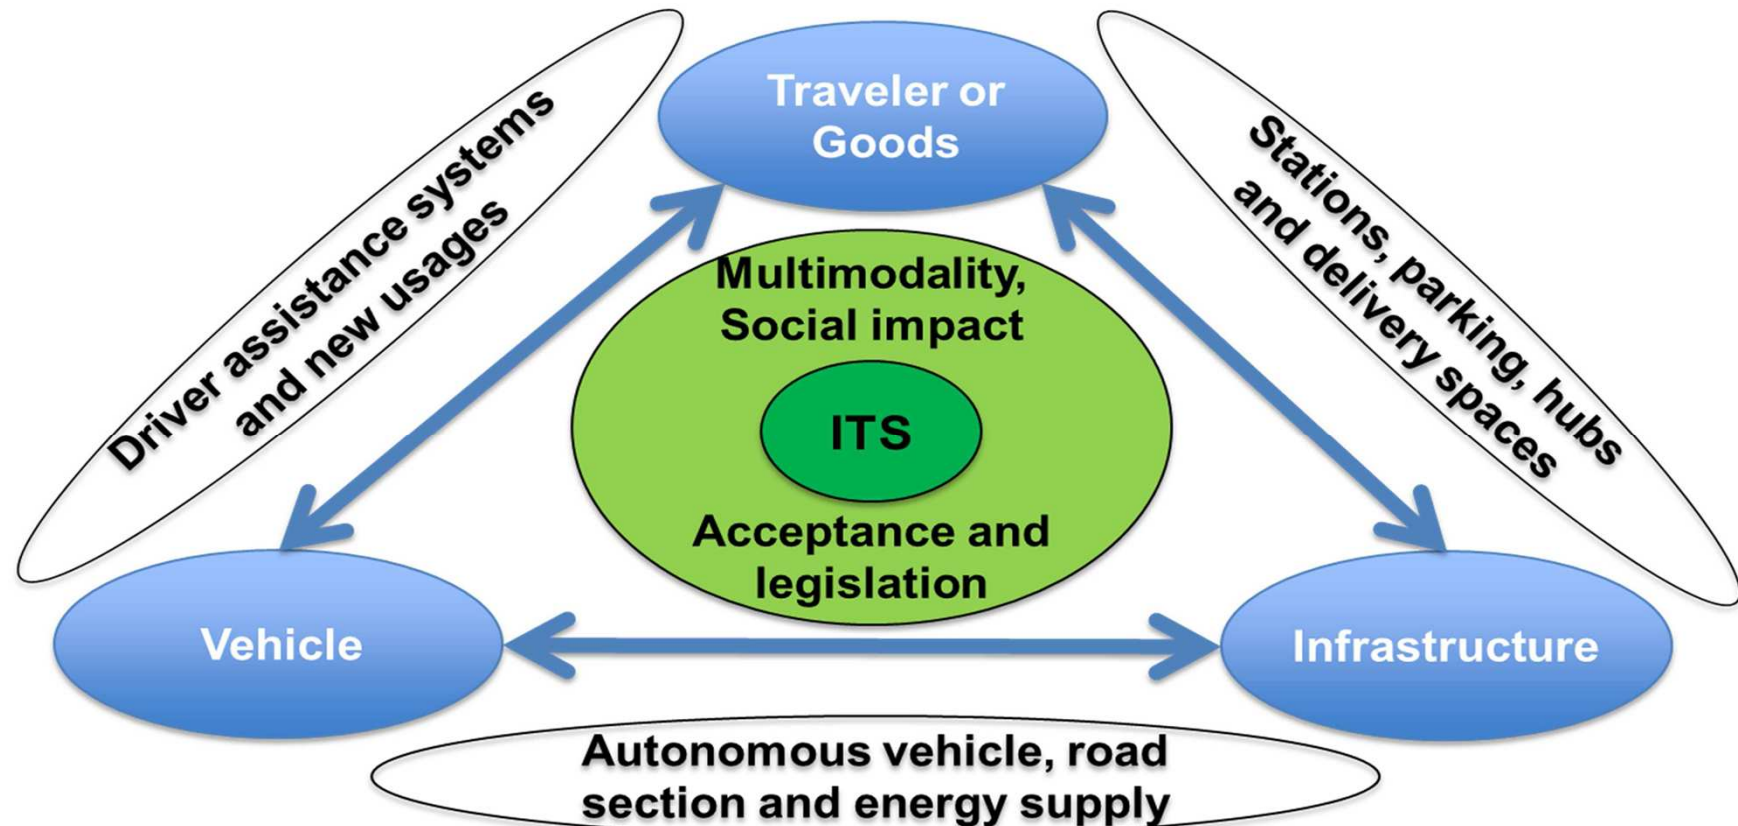 Traveler or
Goods
Driver assistance systems
and new usages
Stations, parking, hubs
and delivery spaces
Multimodality,
Social impact
ITS
Acceptance and
legislation
Vehicle
Infrastructure
Autonomous vehicle, road
section and energy supply